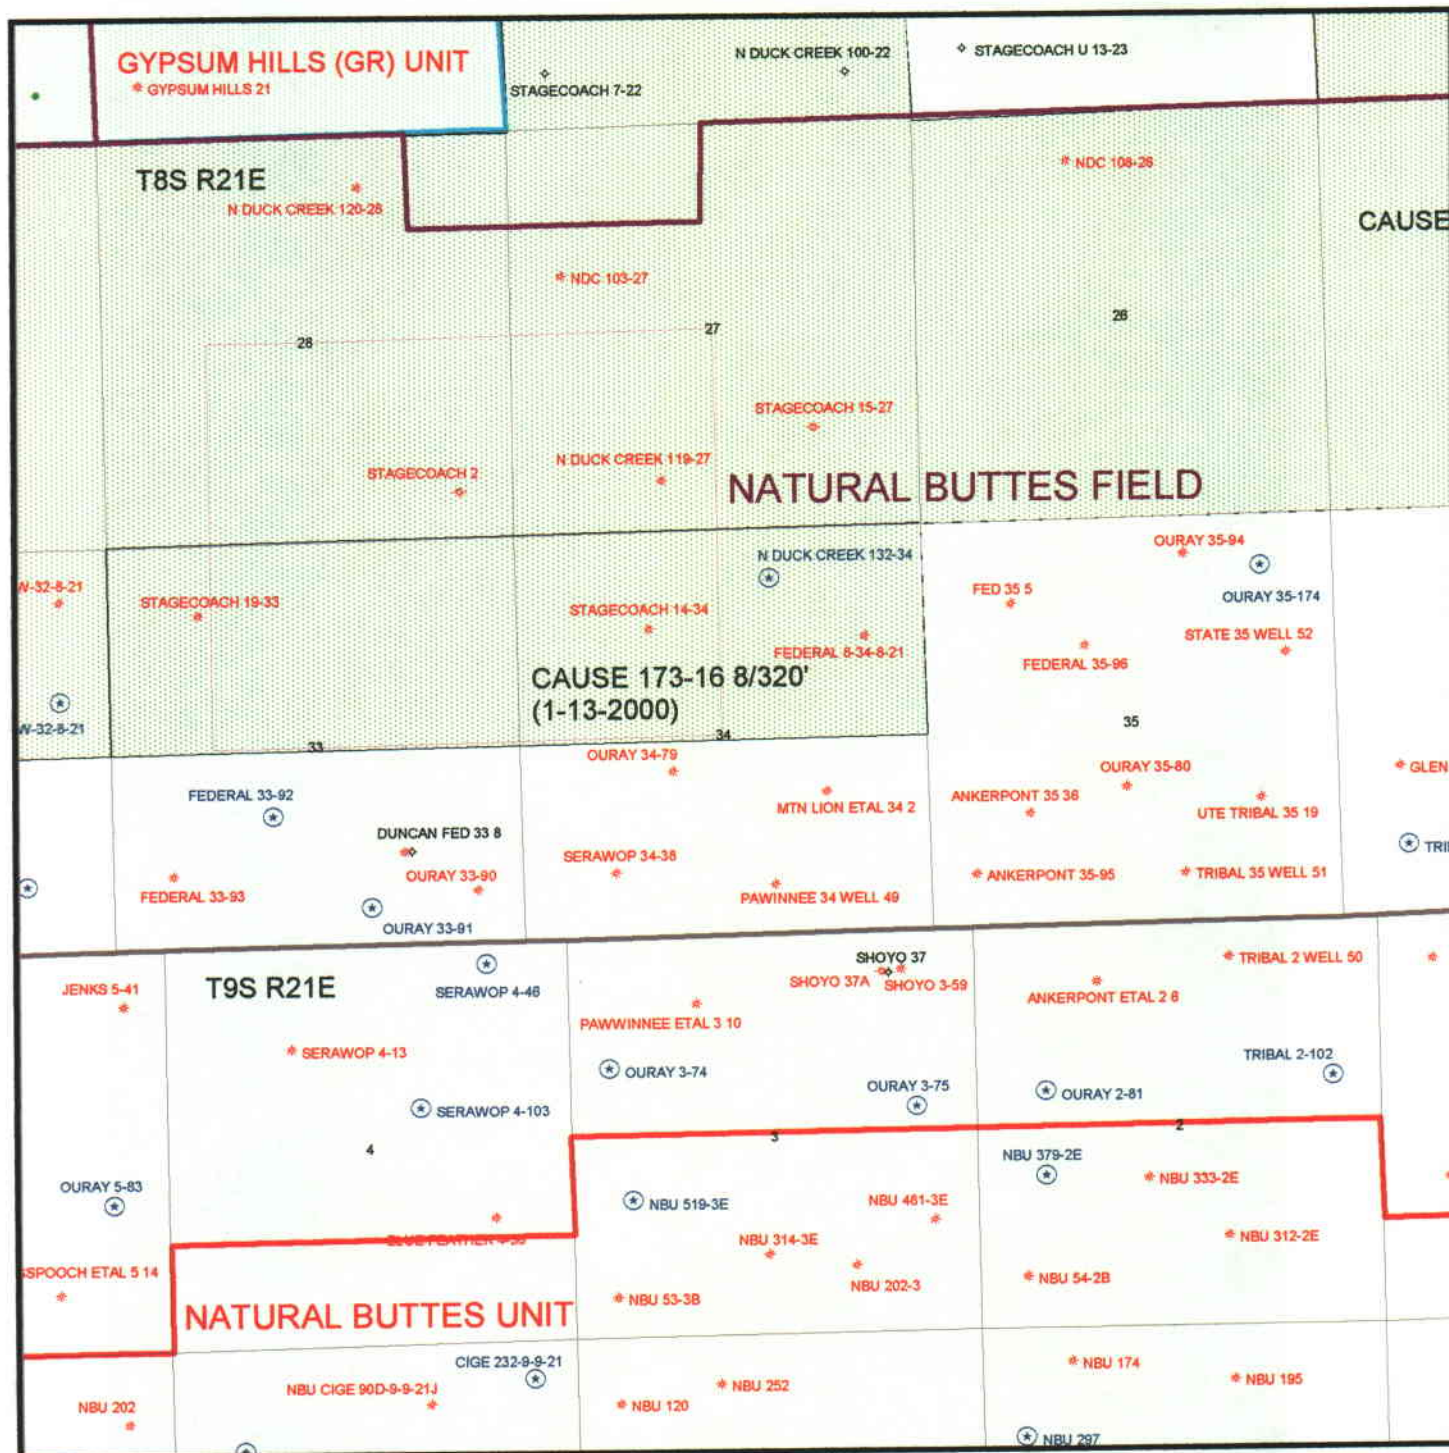 GYPSUM HILLS (GR) UNIT
GYPSUM HILLS 21
STAGECOACH 7-22
N DUCK CREEK 100-22
STAGECOACH U 13-23
T8S R21E
N DUCK CREEK 120-28
NDC 108-26
CAUSE
NDC 103-27
28
27
26
STAGECOACH 15-27
STAGECOACH 2
N DUCK CREEK 119-27
NATURAL BUTTES FIELD
W-32-8-21
STAGECOACH 19-33
STAGECOACH 14-34
N DUCK CREEK 132-34
FEDERAL 8-34-8-21
OURAY 35-94
FED 35 5
OURAY 35-174
STATE 35 WELL 52
FEDERAL 35-96
CAUSE 173-16 8/320'
(1-13-2000)
W-32-8-21
33
34
35
OURAY 34-79
OURAY 35-80
GLEN
FEDERAL 33-92
MTN LION ETAL 34 2
ANKERPONT 35 36
UTE TRIBAL 35 19
DUNCAN FED 33 8
SERAWOP 34-38
TRI
OURAY 33-90
FEDERAL 33-93
PAWINNEE 34 WELL 49
ANKERPONT 35-95
TRIBAL 35 WELL 51
OURAY 33-91
T9S R21E
JENKS 5-41
SERAWOP 4-46
SHOYO 37
SHOYO 37A
SHOYO 3-59
TRIBAL 2 WELL 50
ANKERPONT ETAL 2 6
PAWWINNEE ETAL 3 10
SERAWOP 4-13
OURAY 3-74
TRIBAL 2-102
OURAY 3-75
OURAY 2-81
SERAWOP 4-103
4
3
2
NBU 379-2E
NBU 333-2E
OURAY 5-83
NBU 519-3E
NBU 461-3E
NBU 314-3E
NBU 312-2E
SSPOOCH ETAL 5 14
NBU 202-3
NBU 54-2B
NBU 53-3B
NATURAL BUTTES UNIT
CIGE 232-9-9-21
NBU CIGE 90D-9-9-21J
NBU 252
NBU 174
NBU 195
NBU 202
NBU 120
NBU 297